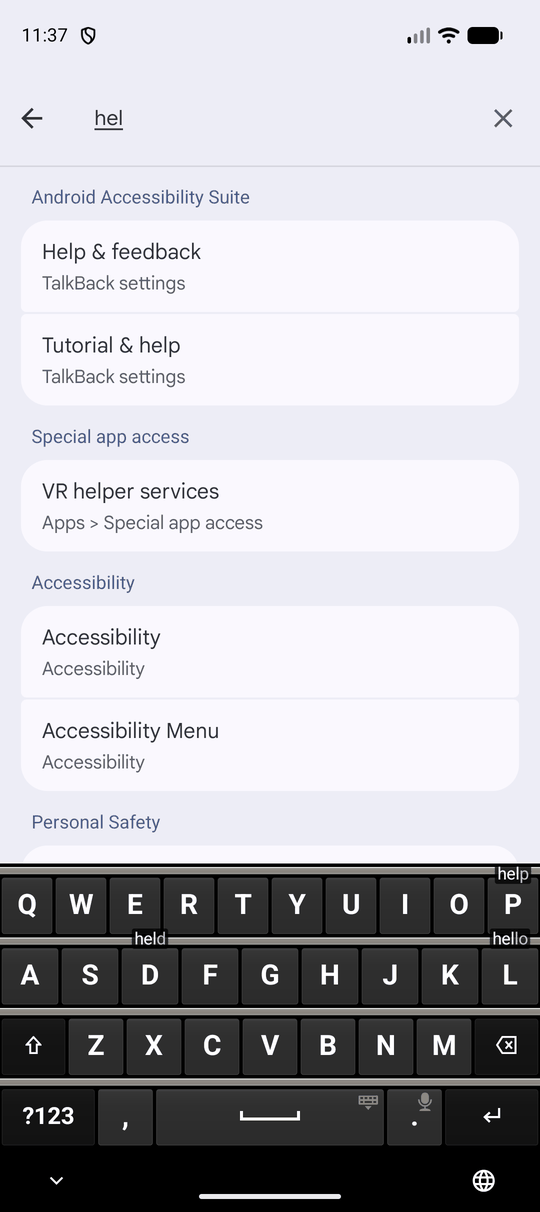 11:37
hel
Android Accessibility Suite
Help & feedback
TalkBack settings
Tutorial & help
TalkBack settings
Special app access
VR helper services
Apps > Special app access
Accessibility
Accessibility
Accessibility
Accessibility Menu
Accessibility
Personal Safety
help
Q W E R T Y U I O P
held hello
A S D F G H J K L
Z X C V B N M
?123 , .